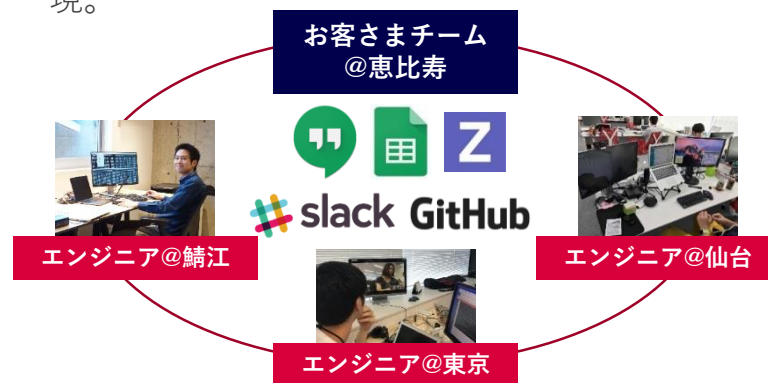 現。
お客さまチーム
@恵比寿
Z
slack GitHub
エンジニア@鯖江
エンジニア@仙台
エンジニア@東京